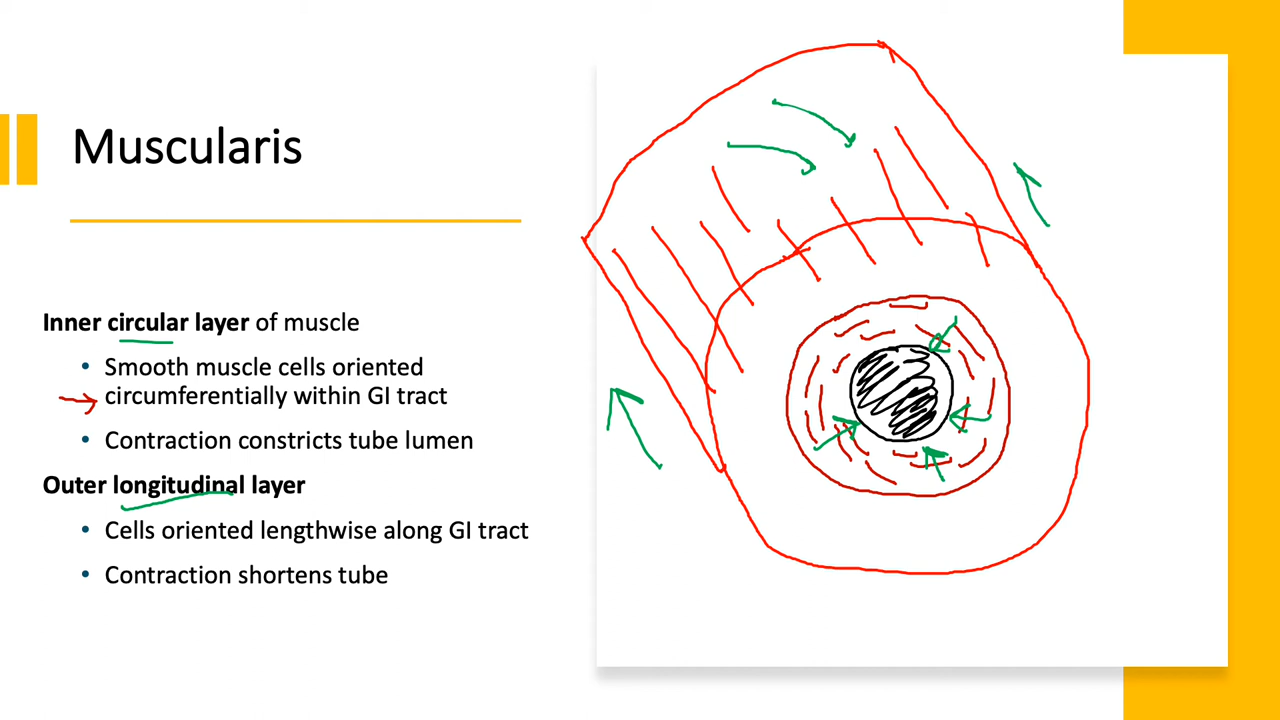 Muscularis
Inner circular layer of muscle
• Smooth muscle cells oriented
circumferentially within GI tract
• Contraction constricts tube lumen
Outer longitudinal layer
• Cells oriented lengthwise along GI tract
• Contraction shortens tube